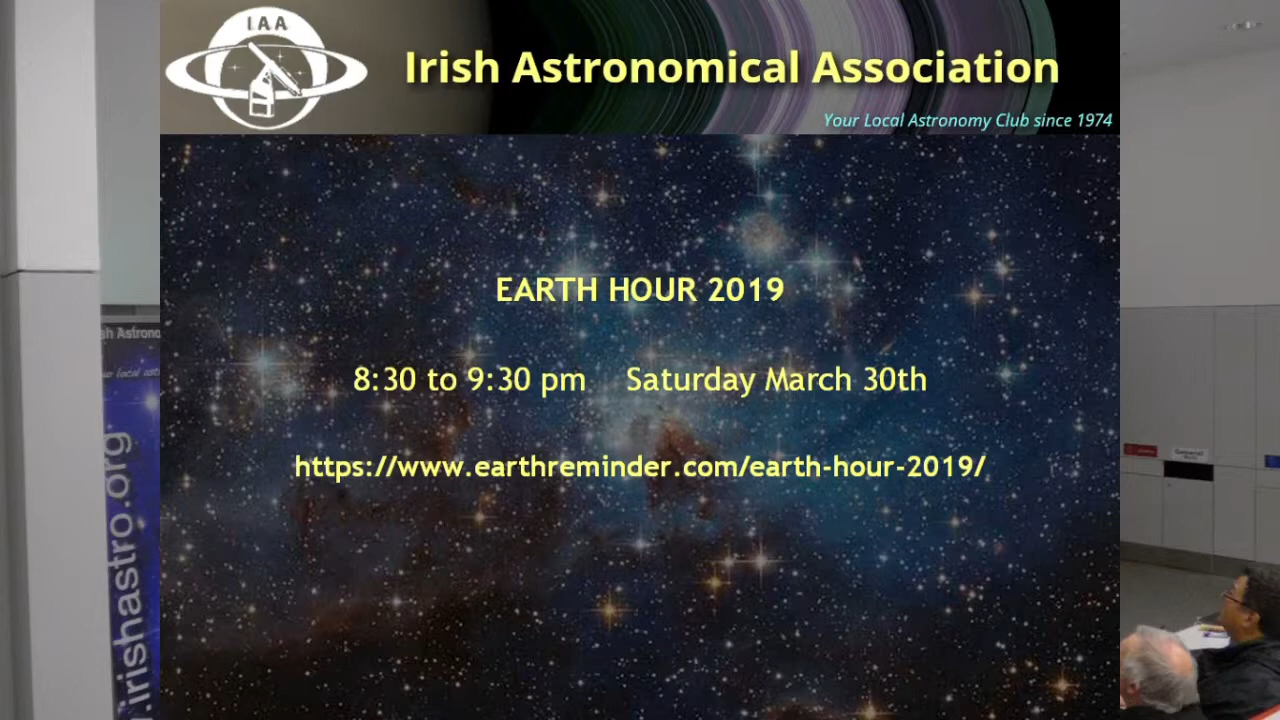 I.A.A
Irish Astronomical Association
Your Local Astronomy Club since 1974
EARTH HOUR 2019
8:30 to 9:30 pm Saturday March 30th
https://www.earthreminder.com/earth-hour-2019/
.irishastro.org
General